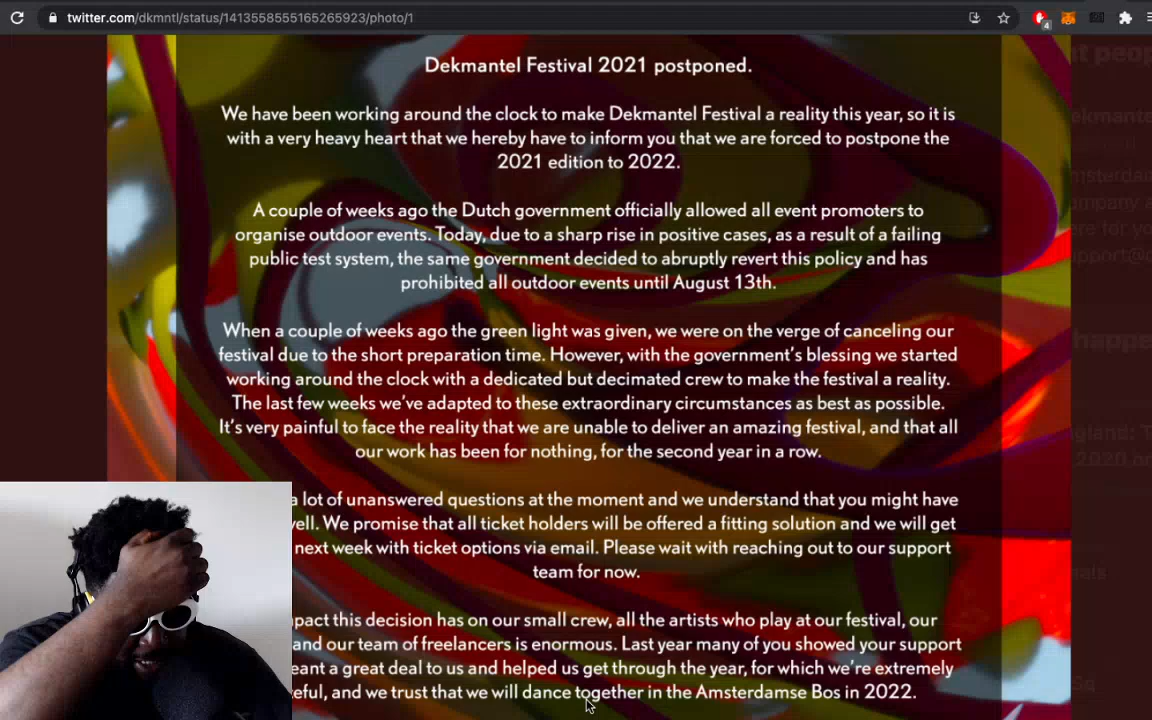 twitter.com/dkmntl/status/1413558555165265923/photo/1
4
Dekmantel Festival 2021 postponed.
We have been working around the clock to make Dekmantel Festival a reality this year, so it is
with a very heavy heart that we hereby have to inform you that we are forced to postpone the
2021 edition to 2022.
A couple of weeks ago the Dutch government officially allowed all event promoters to
organise outdoor events. Today, due to a sharp rise in positive cases, as a result of a failing
public test system, the same government decided to abruptly revert this policy and has
prohibited all outdoor events until August 13th.
When a couple of weeks ago the green light was given, we were on the verge of canceling our
festival due to the short preparation time. However, with the government's blessing we started
working around the clock with a dedicated but decimated crew to make the festival a reality.
The last few weeks we've adapted to these extraordinary circumstances as best as possible.
It's very painful to face the reality that we are unable to deliver an amazing festival, and that all
our work has been for nothing, for the second year in a row.
a lot of unanswered questions at the moment and we understand that you might have
ell. We promise that all ticket holders will be offered a fitting solution and we will get
next week with ticket options via email. Please wait with reaching out to our support
team for now.
pact this decision has on our small crew, all the artists who play at our festival, our
and our team of freelancers is enormous. Last year many of you showed your support
eant a great deal to us and helped us get through the year, for which we're extremely
eful, and we trust that we will dance together in the Amsterdamse Bos in 2022.